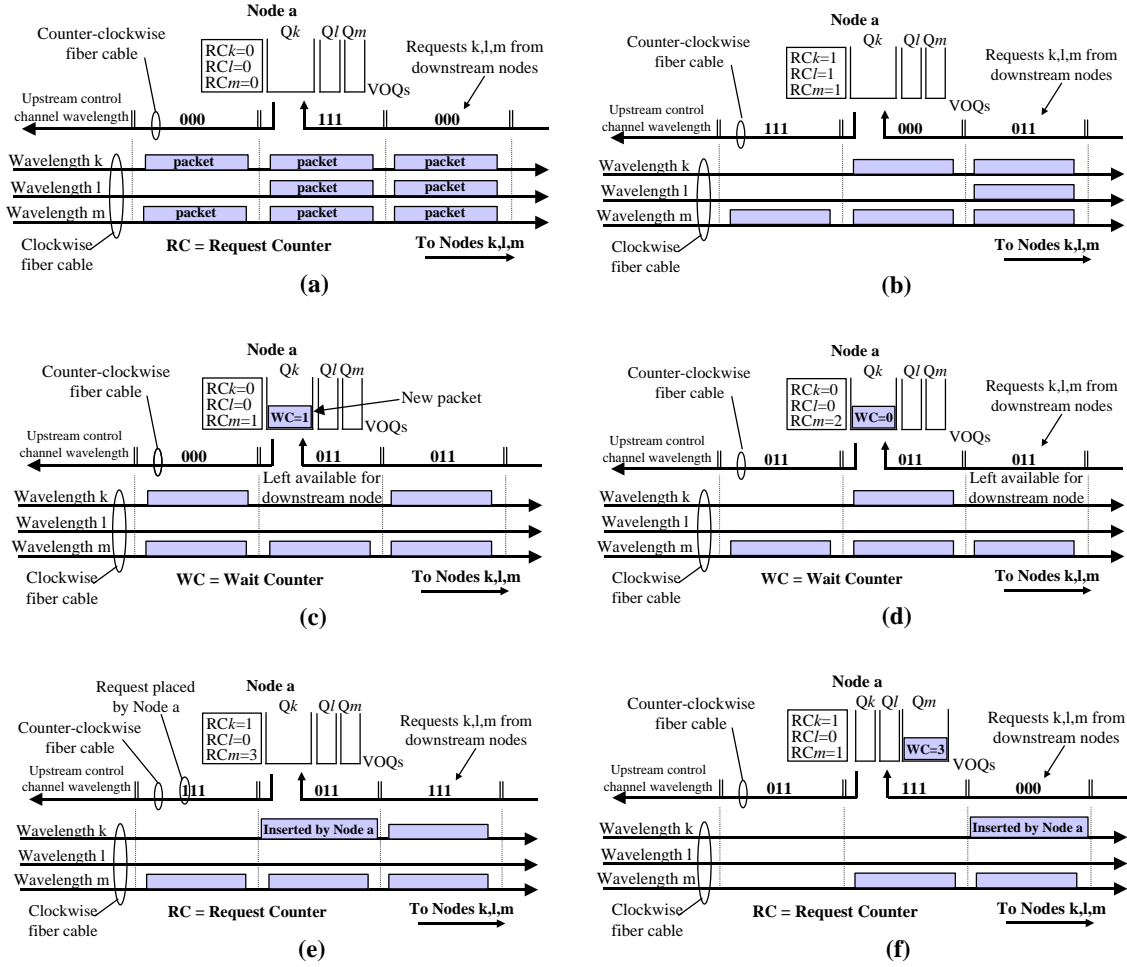 Node a
Counter-clockwise
fiber cable
Qk Ql Qm
RCk=0
RCl=0
RCm=0
Requests k,l,m from
downstream nodes
VOQs
Upstream control
channel wavelength
000 111 000
Wavelength k
packet packet packet
Wavelength l
packet packet
Wavelength m
packet packet packet
Clockwise
fiber cable
RC = Request Counter
To Nodes k,l,m
(a)
Node a
Counter-clockwise
fiber cable
Qk Ql Qm
RCk=1
RCl=1
RCm=1
Requests k,l,m from
downstream nodes
VOQs
Upstream control
channel wavelength
111 000 011
Wavelength k
Wavelength l
Wavelength m
Clockwise
fiber cable
RC = Request Counter
To Nodes k,l,m
(b)
Node a
Counter-clockwise
fiber cable
Qk Ql Qm
RCk=0
RCl=0
RCm=1
WC=1
New packet
VOQs
Upstream control
channel wavelength
000 011 011
Left available for
downstream node
Wavelength k
Wavelength l
Wavelength m
Clockwise
fiber cable
WC = Wait Counter
To Nodes k,l,m
(c)
Node a
Counter-clockwise
fiber cable
Qk Ql Qm
RCk=0
RCl=0
RCm=2
WC=0
Requests k,l,m from
downstream nodes
VOQs
Upstream control
channel wavelength
011 011 011
Left available for
downstream node
Wavelength k
Wavelength l
Wavelength m
Clockwise
fiber cable
WC = Wait Counter
To Nodes k,l,m
(d)
Request placed
by Node a
Node a
Counter-clockwise
fiber cable
Qk Ql Qm
RCk=1
RCl=0
RCm=3
Requests k,l,m from
downstream nodes
VOQs
Upstream control
channel wavelength
111 011 111
Wavelength k
Inserted by Node a
Wavelength l
Wavelength m
Clockwise
fiber cable
RC = Request Counter
To Nodes k,l,m
(e)
Node a
Counter-clockwise
fiber cable
Qk Ql Qm
RCk=1
RCl=0
RCm=1
WC=3
Requests k,l,m from
downstream nodes
VOQs
Upstream control
channel wavelength
011 111 000
Wavelength k
Inserted by Node a
Wavelength l
Wavelength m
Clockwise
fiber cable
RC = Request Counter
To Nodes k,l,m
(f)